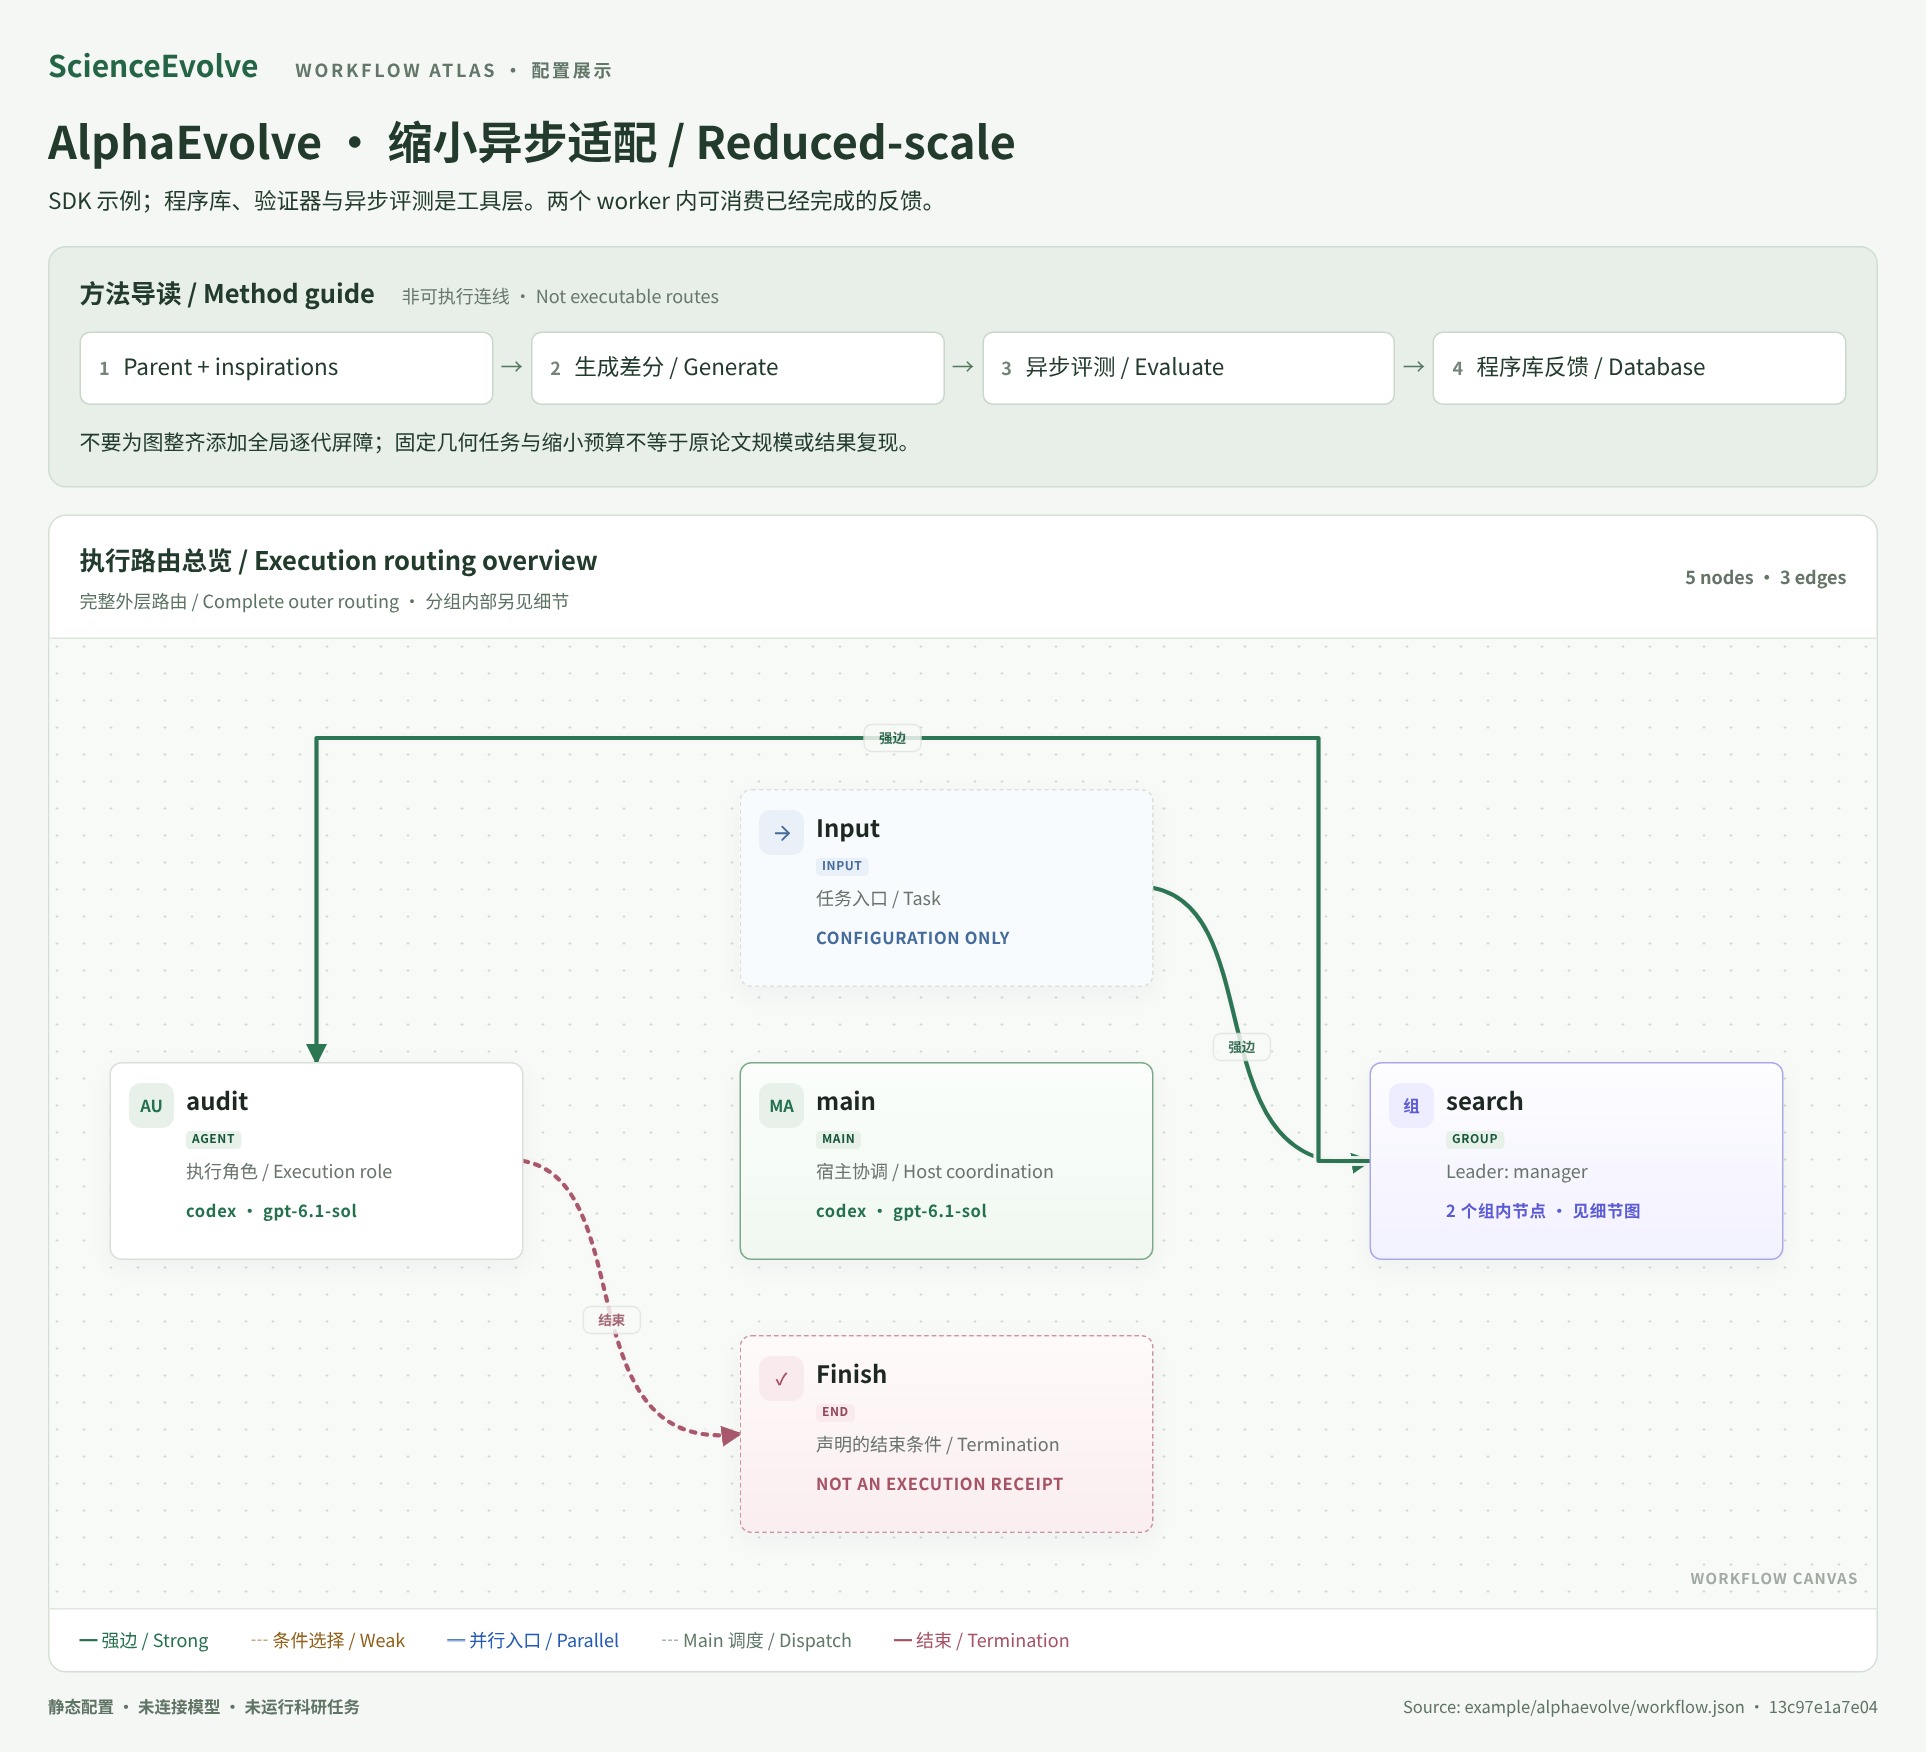 ScienceEvolve WORKFLOW ATLAS • 配置展示
AlphaEvolve • 缩小异步适配 / Reduced-scale
SDK 示例；程序库、验证器与异步评测是工具层。两个 worker 内可消费已经完成的反馈。
方法导读 / Method guide 非可执行连线 • Not executable routes
1 Parent + inspirations → 2 生成差分 / Generate → 3 异步评测 / Evaluate → 4 程序库反馈 / Database
不要为图整齐添加全局逐代屏障；固定几何任务与缩小预算不等于原论文规模或结果复现。
执行路由总览 / Execution routing overview
5 nodes • 3 edges
完整外层路由 / Complete outer routing • 分组内部另见细节
强边
→ Input
INPUT
任务入口 / Task
CONFIGURATION ONLY
强边
AU audit
AGENT
执行角色 / Execution role
codex • gpt-6.1-sol
MA main
MAIN
宿主协调 / Host coordination
codex • gpt-6.1-sol
组 search
GROUP
Leader: manager
2 个组内节点 • 见细节图
结束
✓ Finish
END
声明的结束条件 / Termination
NOT AN EXECUTION RECEIPT
WORKFLOW CANVAS
强边 / Strong 条件选择 / Weak 并行入口 / Parallel Main 调度 / Dispatch 结束 / Termination
静态配置 • 未连接模型 • 未运行科研任务
Source: example/alphaevolve/workflow.json • 13c97e1a7e04